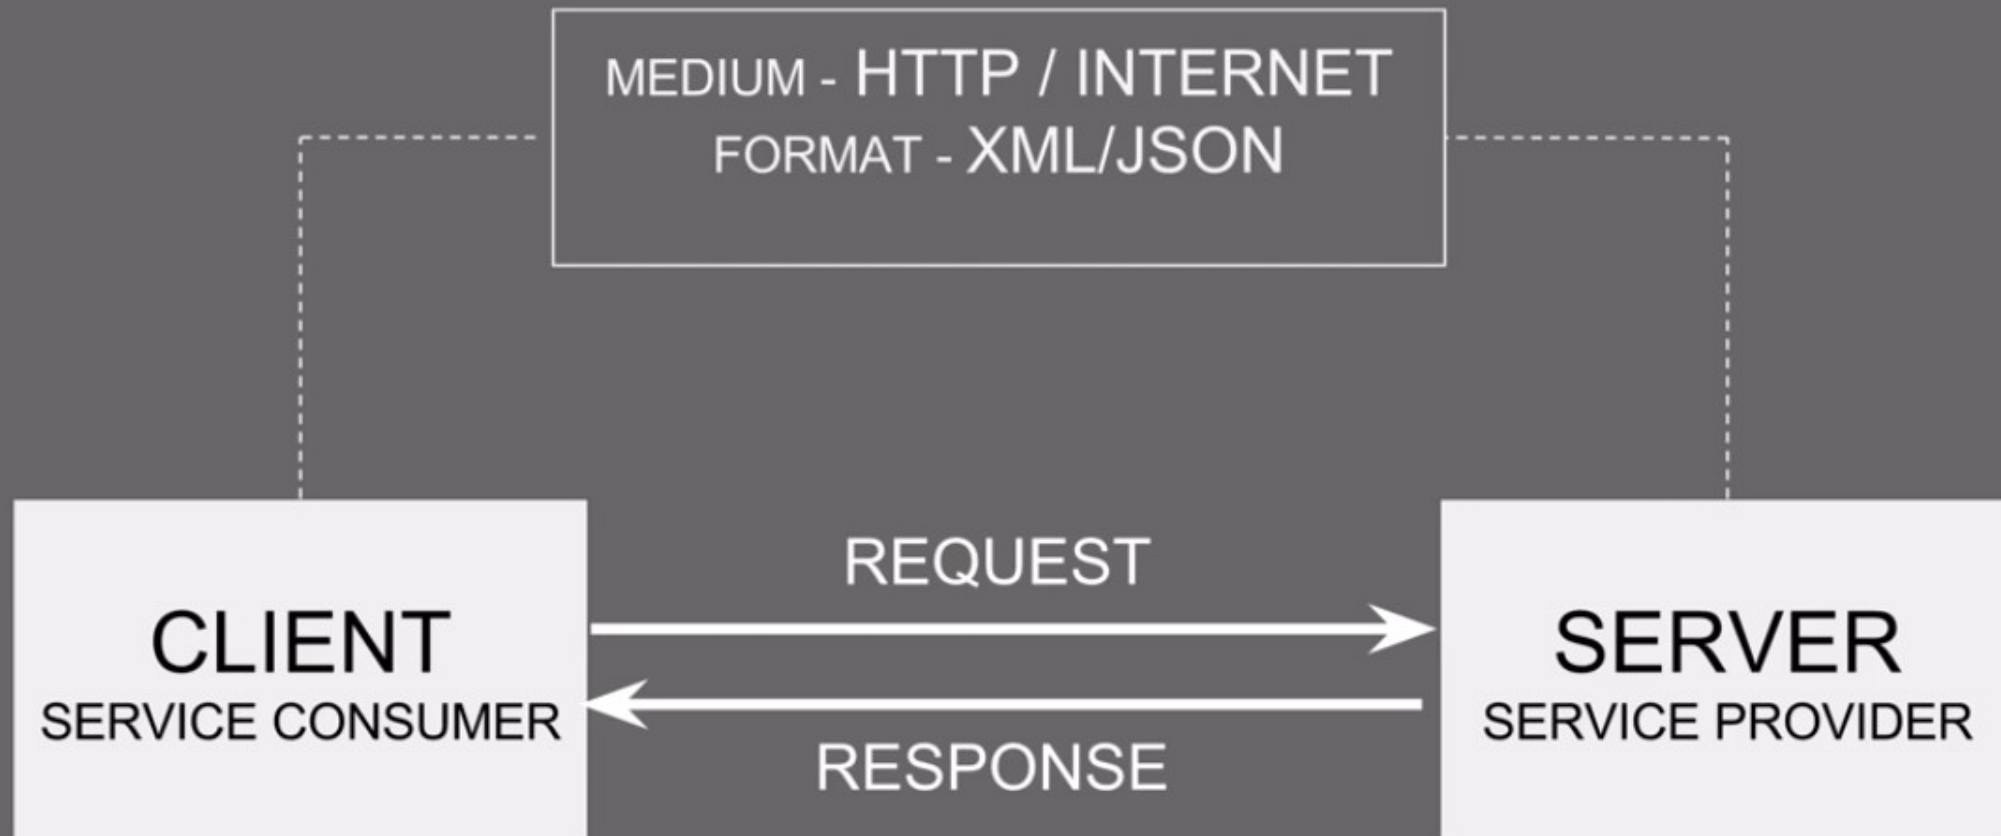 MEDIUM - HTTP / INTERNET
FORMAT - XML/JSON
REQUEST
CLIENT
SERVICE CONSUMER
SERVER
SERVICE PROVIDER
RESPONSE